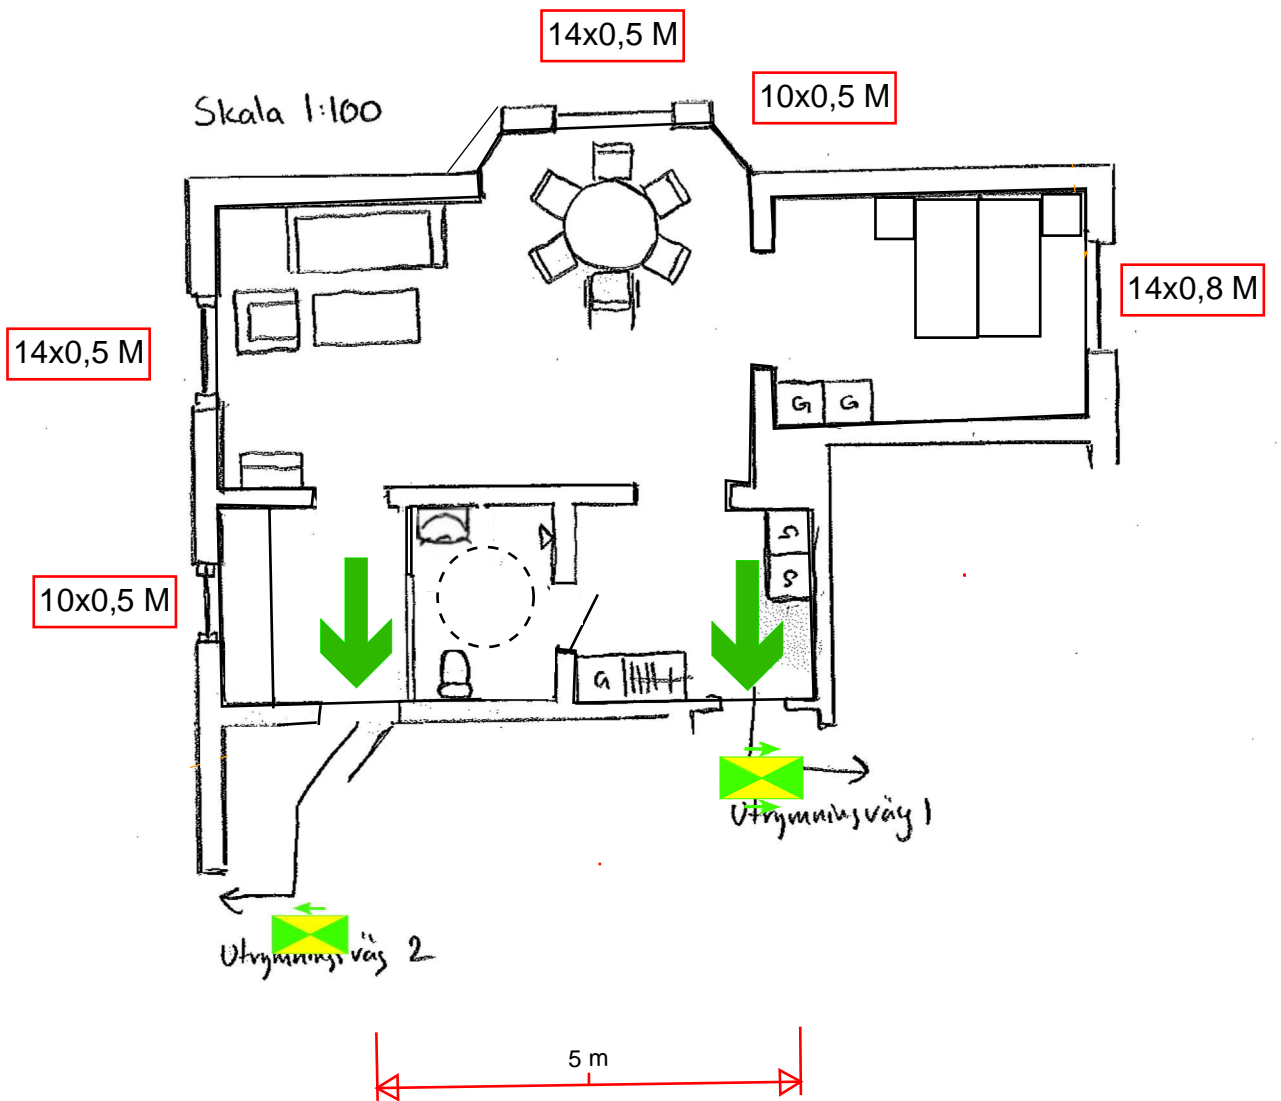 14x0,5 M
10x0,5 M
Skala 1:100
14x0,8 M
14x0,5 M
G G
G
S
10x0,5 M
G
Utrymningsväg 1
Utrymningsväg 2
5 m